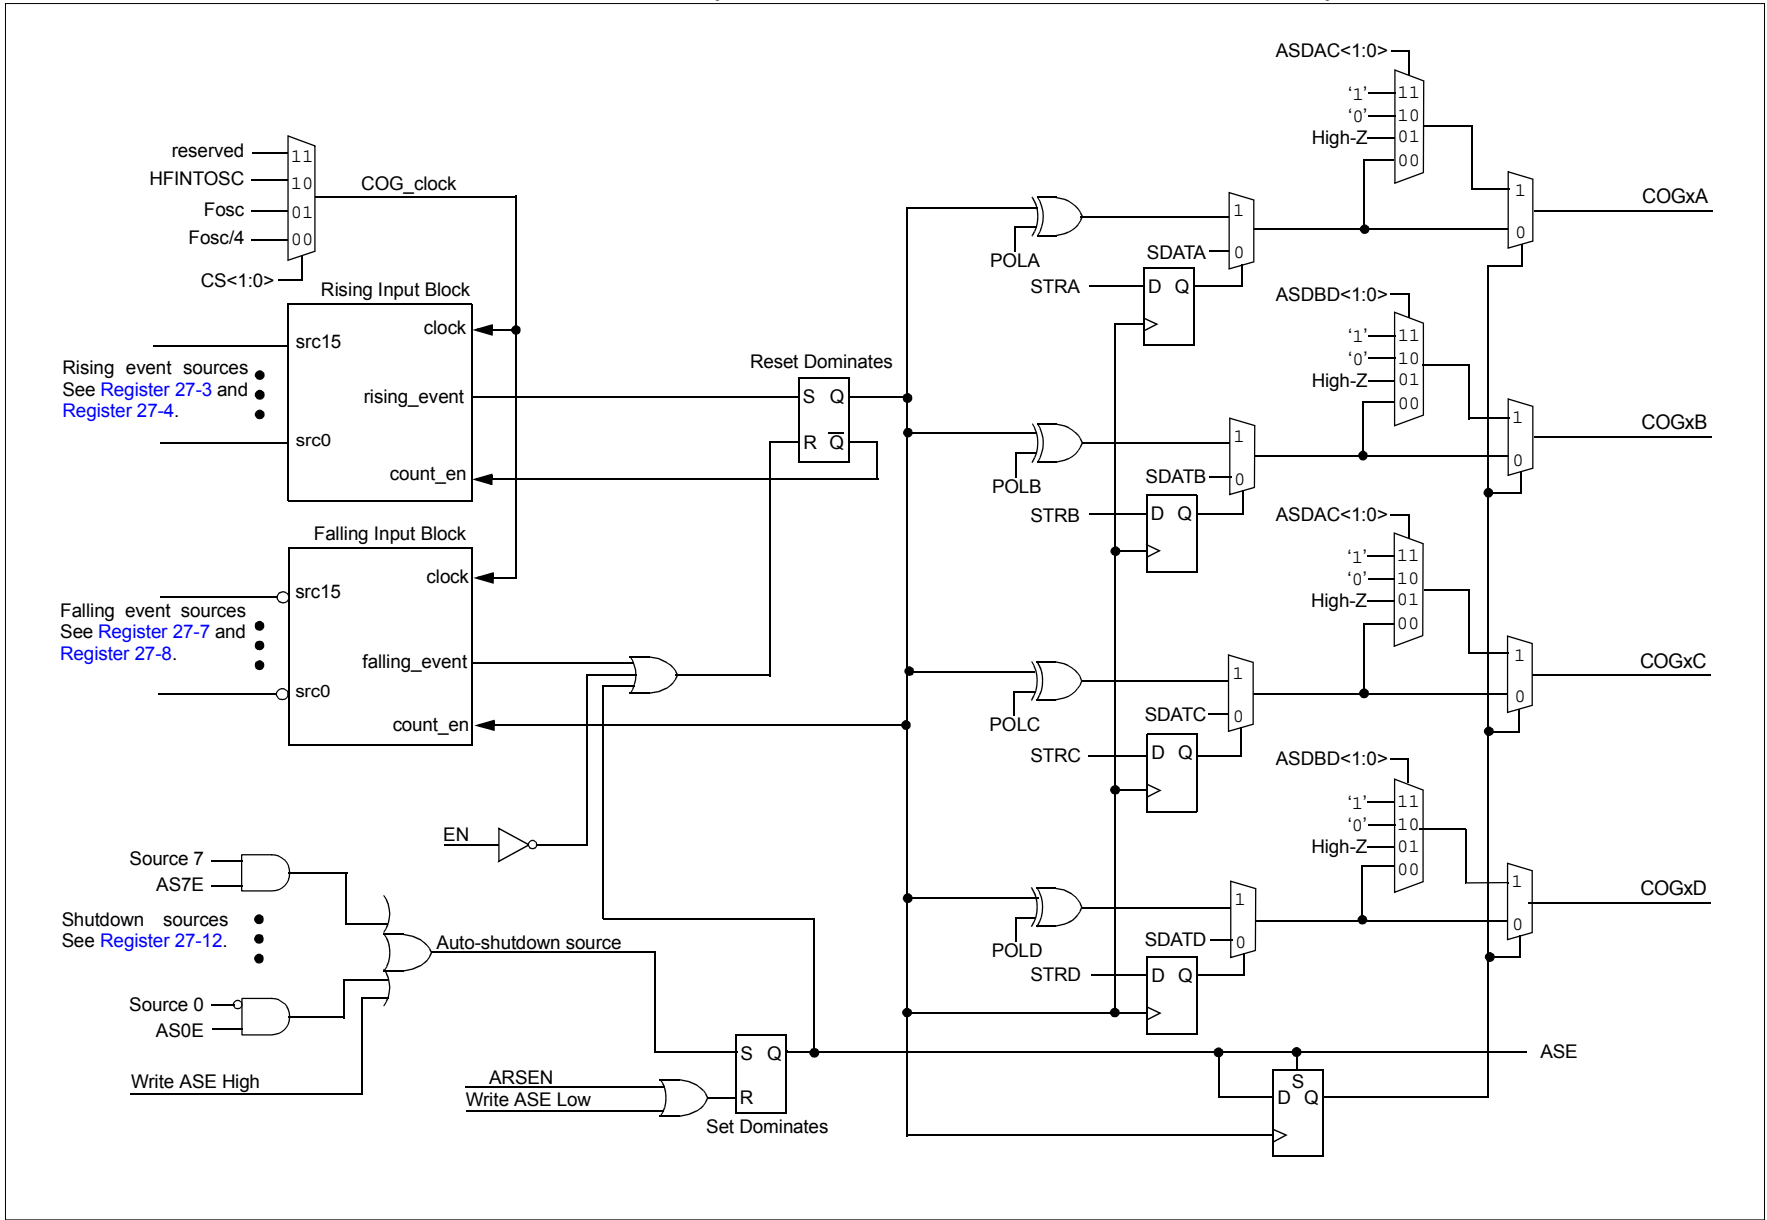 reserved
HFINTOSC
Fosc
Fosc/4
11
10
01
00
CS<1:0>
COG_clock
Rising Input Block
clock
src15
rising_event
src0
count_en
Rising event sources
See Register 27-3 and
Register 27-4.
Falling Input Block
clock
src15
falling_event
src0
count_en
Falling event sources
See Register 27-7 and
Register 27-8.
EN
Source 7
AS7E
Shutdown sources
See Register 27-12.
Source 0
AS0E
Write ASE High
Auto-shutdown source
ARSEN
Write ASE Low
S Q
R
Set Dominates
Reset Dominates
S Q
R Q
POLA
SDATA
STRA
D Q
1
0
ASDAC<1:0>
'1' 11
'0' 10
High-Z 01
00
1
0
COGxA
POLB
SDATB
STRB
D Q
1
0
ASDBD<1:0>
'1' 11
'0' 10
High-Z 01
00
1
0
COGxB
POLC
SDATC
STRC
D Q
1
0
ASDAC<1:0>
'1' 11
'0' 10
High-Z 01
00
1
0
COGxC
POLD
SDATD
STRD
D Q
1
0
ASDBD<1:0>
'1' 11
'0' 10
High-Z 01
00
1
0
COGxD
ASE
S
D Q